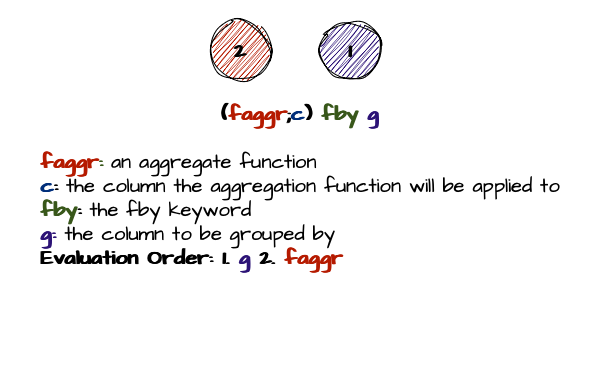 2 1
(faggr;c) fby g
faggr: an aggregate function
c: the column the aggregation function will be applied to
fby: the fby keyword
g: the column to be grouped by
Evaluation Order: 1. g 2. faggr